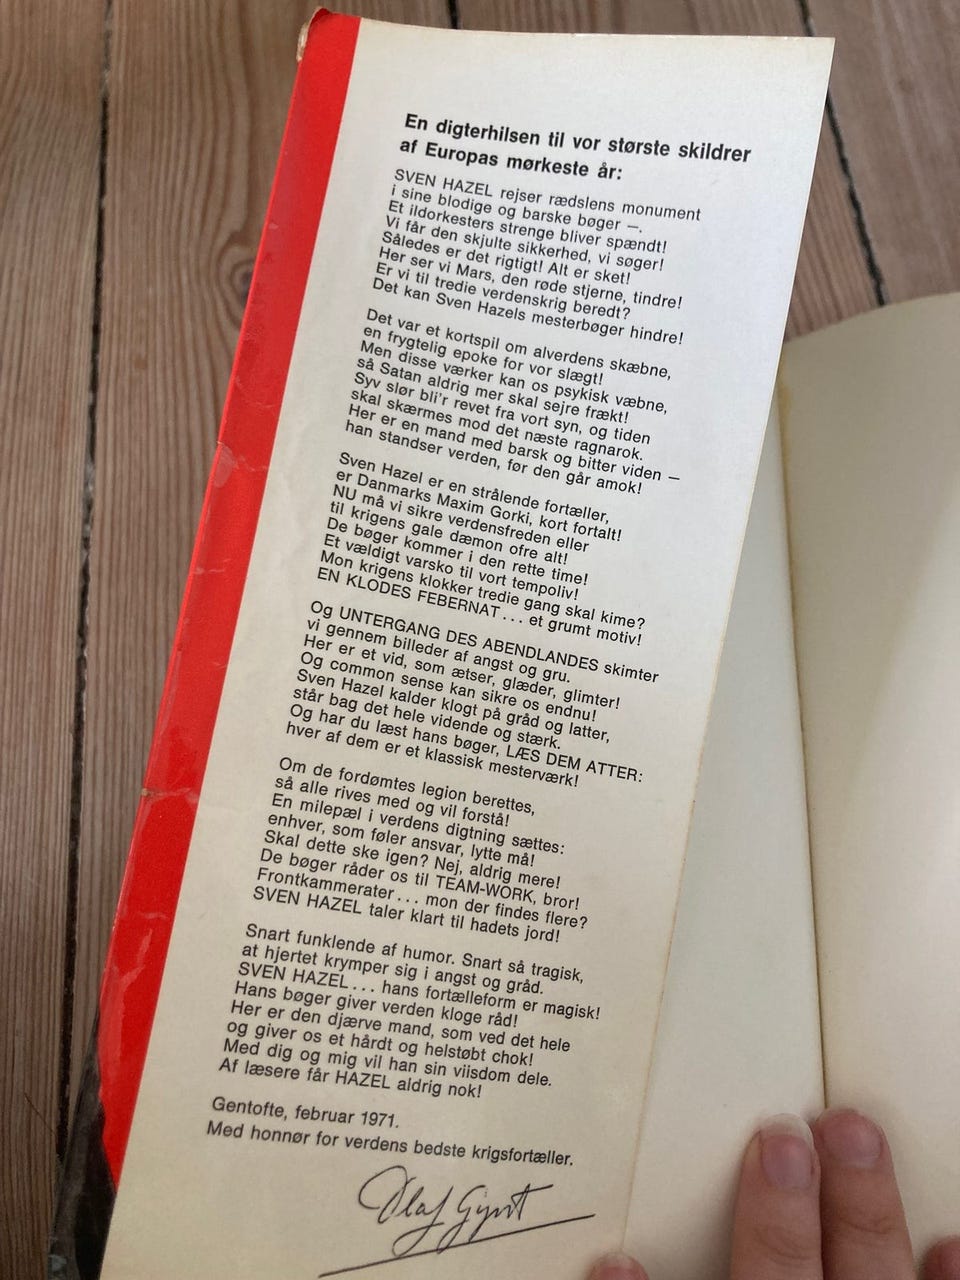 En digterhilsen til vor største skildrer
af Europas mørkeste år:
SVEN HAZEL rejser rædslens monument
i sine blodige og barske bøger –.
Et ildorkesters strenge bliver spændt!
Vi får den skjulte sikkerhed, vi søger!
Således er det rigtigt! Alt er sket!
Her ser vi Mars, den røde stjerne, tindre!
Er vi til tredie verdenskrig beredt?
Det kan Sven Hazels mesterbøger hindre!
Det var et kortspil om alverdens skæbne,
en frygtelig epoke for vor slægt!
Men disse værker kan os psykisk væbne,
så Satan aldrig mer skal sejre frækt!
Syv slør bli'r revet fra vort syn, og tiden
skal skærmes mod det næste ragnarok.
Her er en mand med barsk og bitter viden –
han standser verden, før den går amok!
Sven Hazel er en strålende fortæller,
er Danmarks Maxim Gorki, kort fortalt!
NU må vi sikre verdensfreden eller
til krigens gale dæmon ofre alt!
De bøger kommer i den rette time!
Et vældigt varsko til vort tempoliv!
Mon krigens klokker tredie gang skal kime?
EN KLODES FEBERNAT... et grumt motiv!
Og UNTERGANG DES ABENDLANDES skimter
vi gennem billeder af angst og gru.
Her er et vid, som ætser, glæder, glimter!
Og common sense kan sikre os endnu!
Sven Hazel kalder klogt på gråd og latter,
står bag det hele vidende og stærk.
Og har du læst hans bøger, LÆS DEM ATTER:
hver af dem er et klassisk mesterværk!
Om de fordømtes legion berettes,
så alle rives med og vil forstå!
En milepæl i verdens digtning sættes:
enhver, som føler ansvar, lytte må!
Skal dette ske igen? Nej, aldrig mere!
De bøger råder os til TEAM-WORK, bror!
Frontkammerater... mon der findes flere?
SVEN HAZEL taler klart til hadets jord!
Snart funklende af humor. Snart så tragisk,
at hjertet krymper sig i angst og gråd.
SVEN HAZEL... hans fortælleform er magisk!
Hans bøger giver verden kloge råd!
Her er den djærve mand, som ved det hele
og giver os et hårdt og helstøbt chok!
Med dig og mig vil han sin viisdom dele.
Af læsere får HAZEL aldrig nok!
Gentofte, februar 1971.
Med honnør for verdens bedste krigsfortæller.
Olaf Gynt